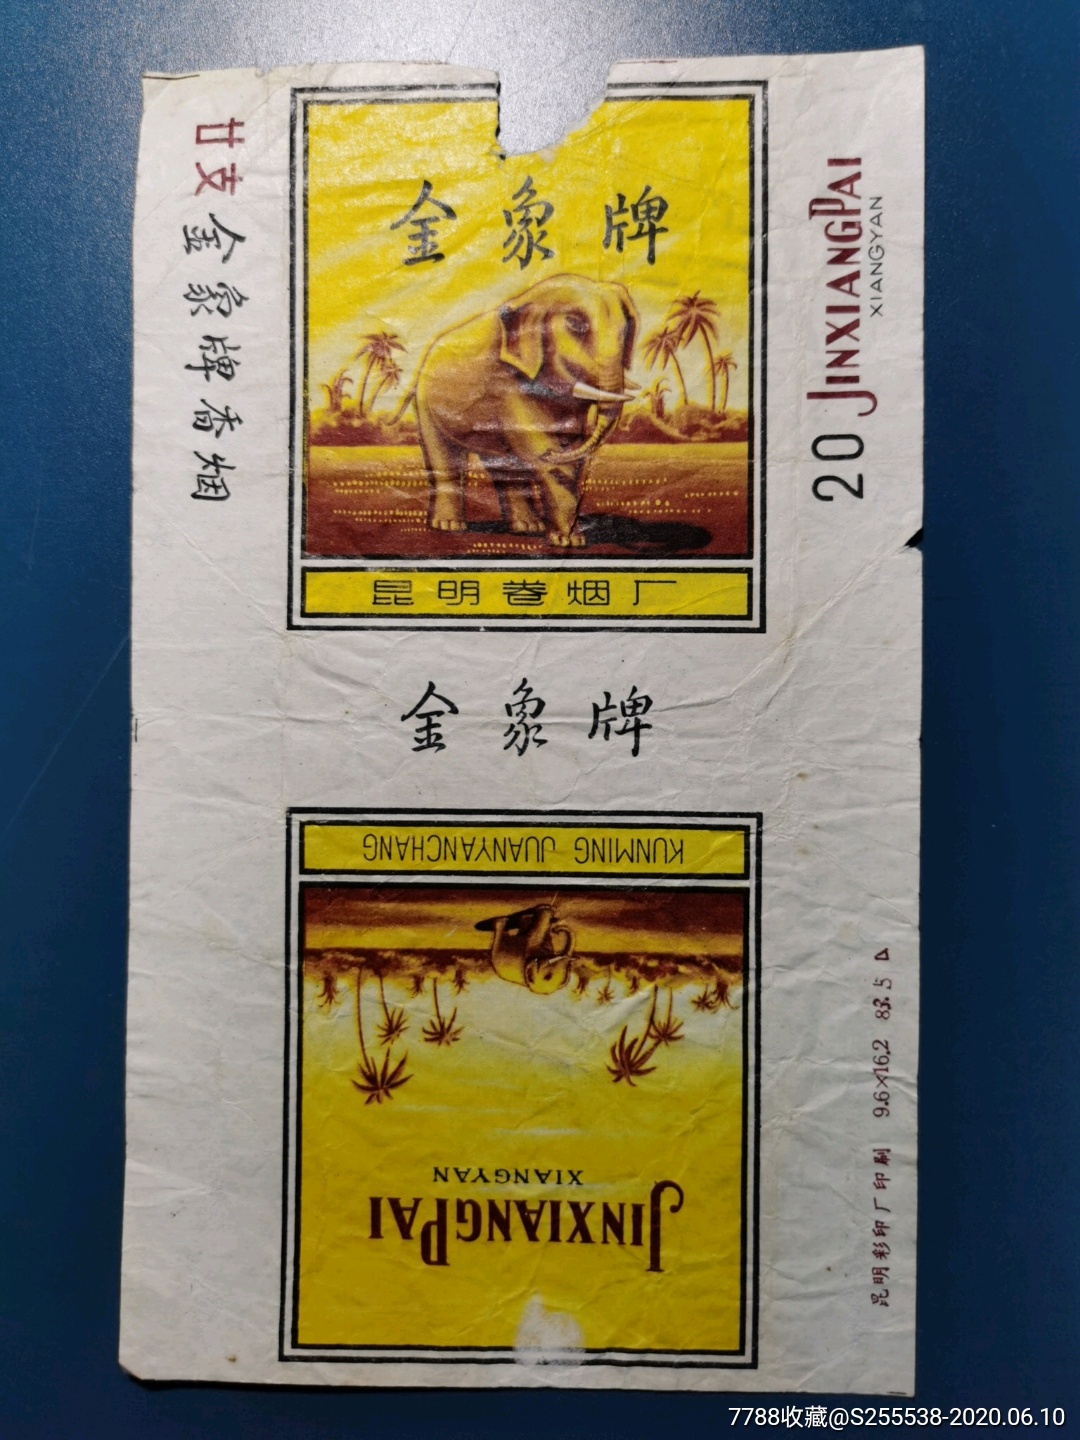 廿支金象牌香烟
金象牌
昆明卷烟厂
20 JINXIANGPAI
XIANGYAN
金象牌
KUNMING JUANYANCHANG
JINXIANGPAI
XIANGYAN
昆明彩印厂印刷 9.6×16.2 83.5
7788收藏@S255538-2020.06.10